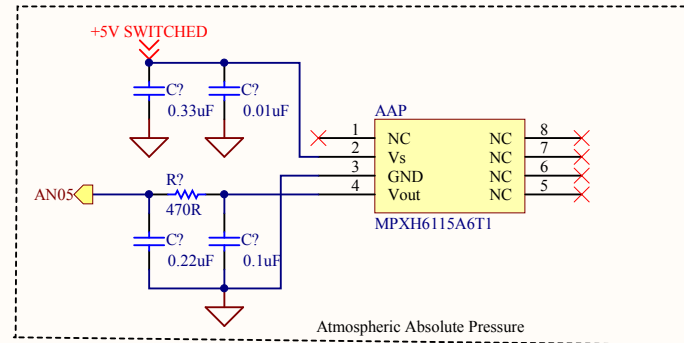 +5V SWITCHED
C?
0.33uF
C?
0.01uF
AAP
1 NC NC 8
2 Vs NC 7
3 GND NC 6
4 Vout NC 5
MPXH6115A6T1
AN05
R?
470R
C?
0.22uF
C?
0.1uF
Atmospheric Absolute Pressure